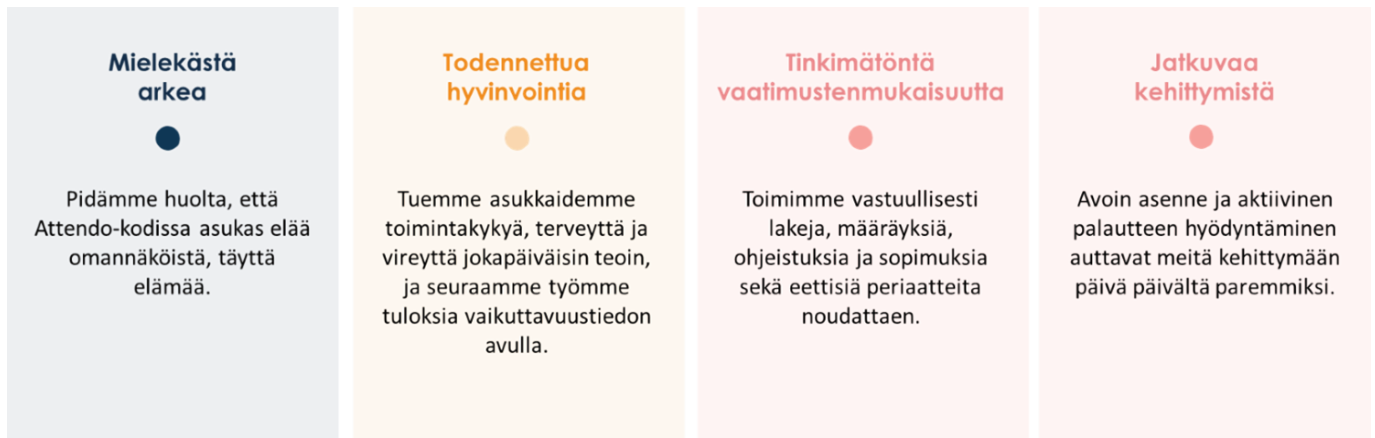 Mielekästä
arkea
Pidämme huolta, että
Attendo-kodissa asukas elää
omannäköistä, täyttä
elämää.
Todennettua
hyvinvointia
Tuemme asukkaidemme
toimintakykyä, terveyttä ja
vireyttä jokapäiväisin teoin,
ja seuraamme työmme
tuloksia vaikuttavuustiedon
avulla.
Tinkimätöntä
vaatimustenmukaisuutta
Toimimme vastuullisesti
lakeja, määräyksiä,
ohjeistuksia ja sopimuksia
sekä eettisiä periaatteita
noudattaen.
Jatkuvaa
kehittymistä
Avoin asenne ja aktiivinen
palautteen hyödyntäminen
auttavat meitä kehittymään
päivä päivältä paremmiksi.